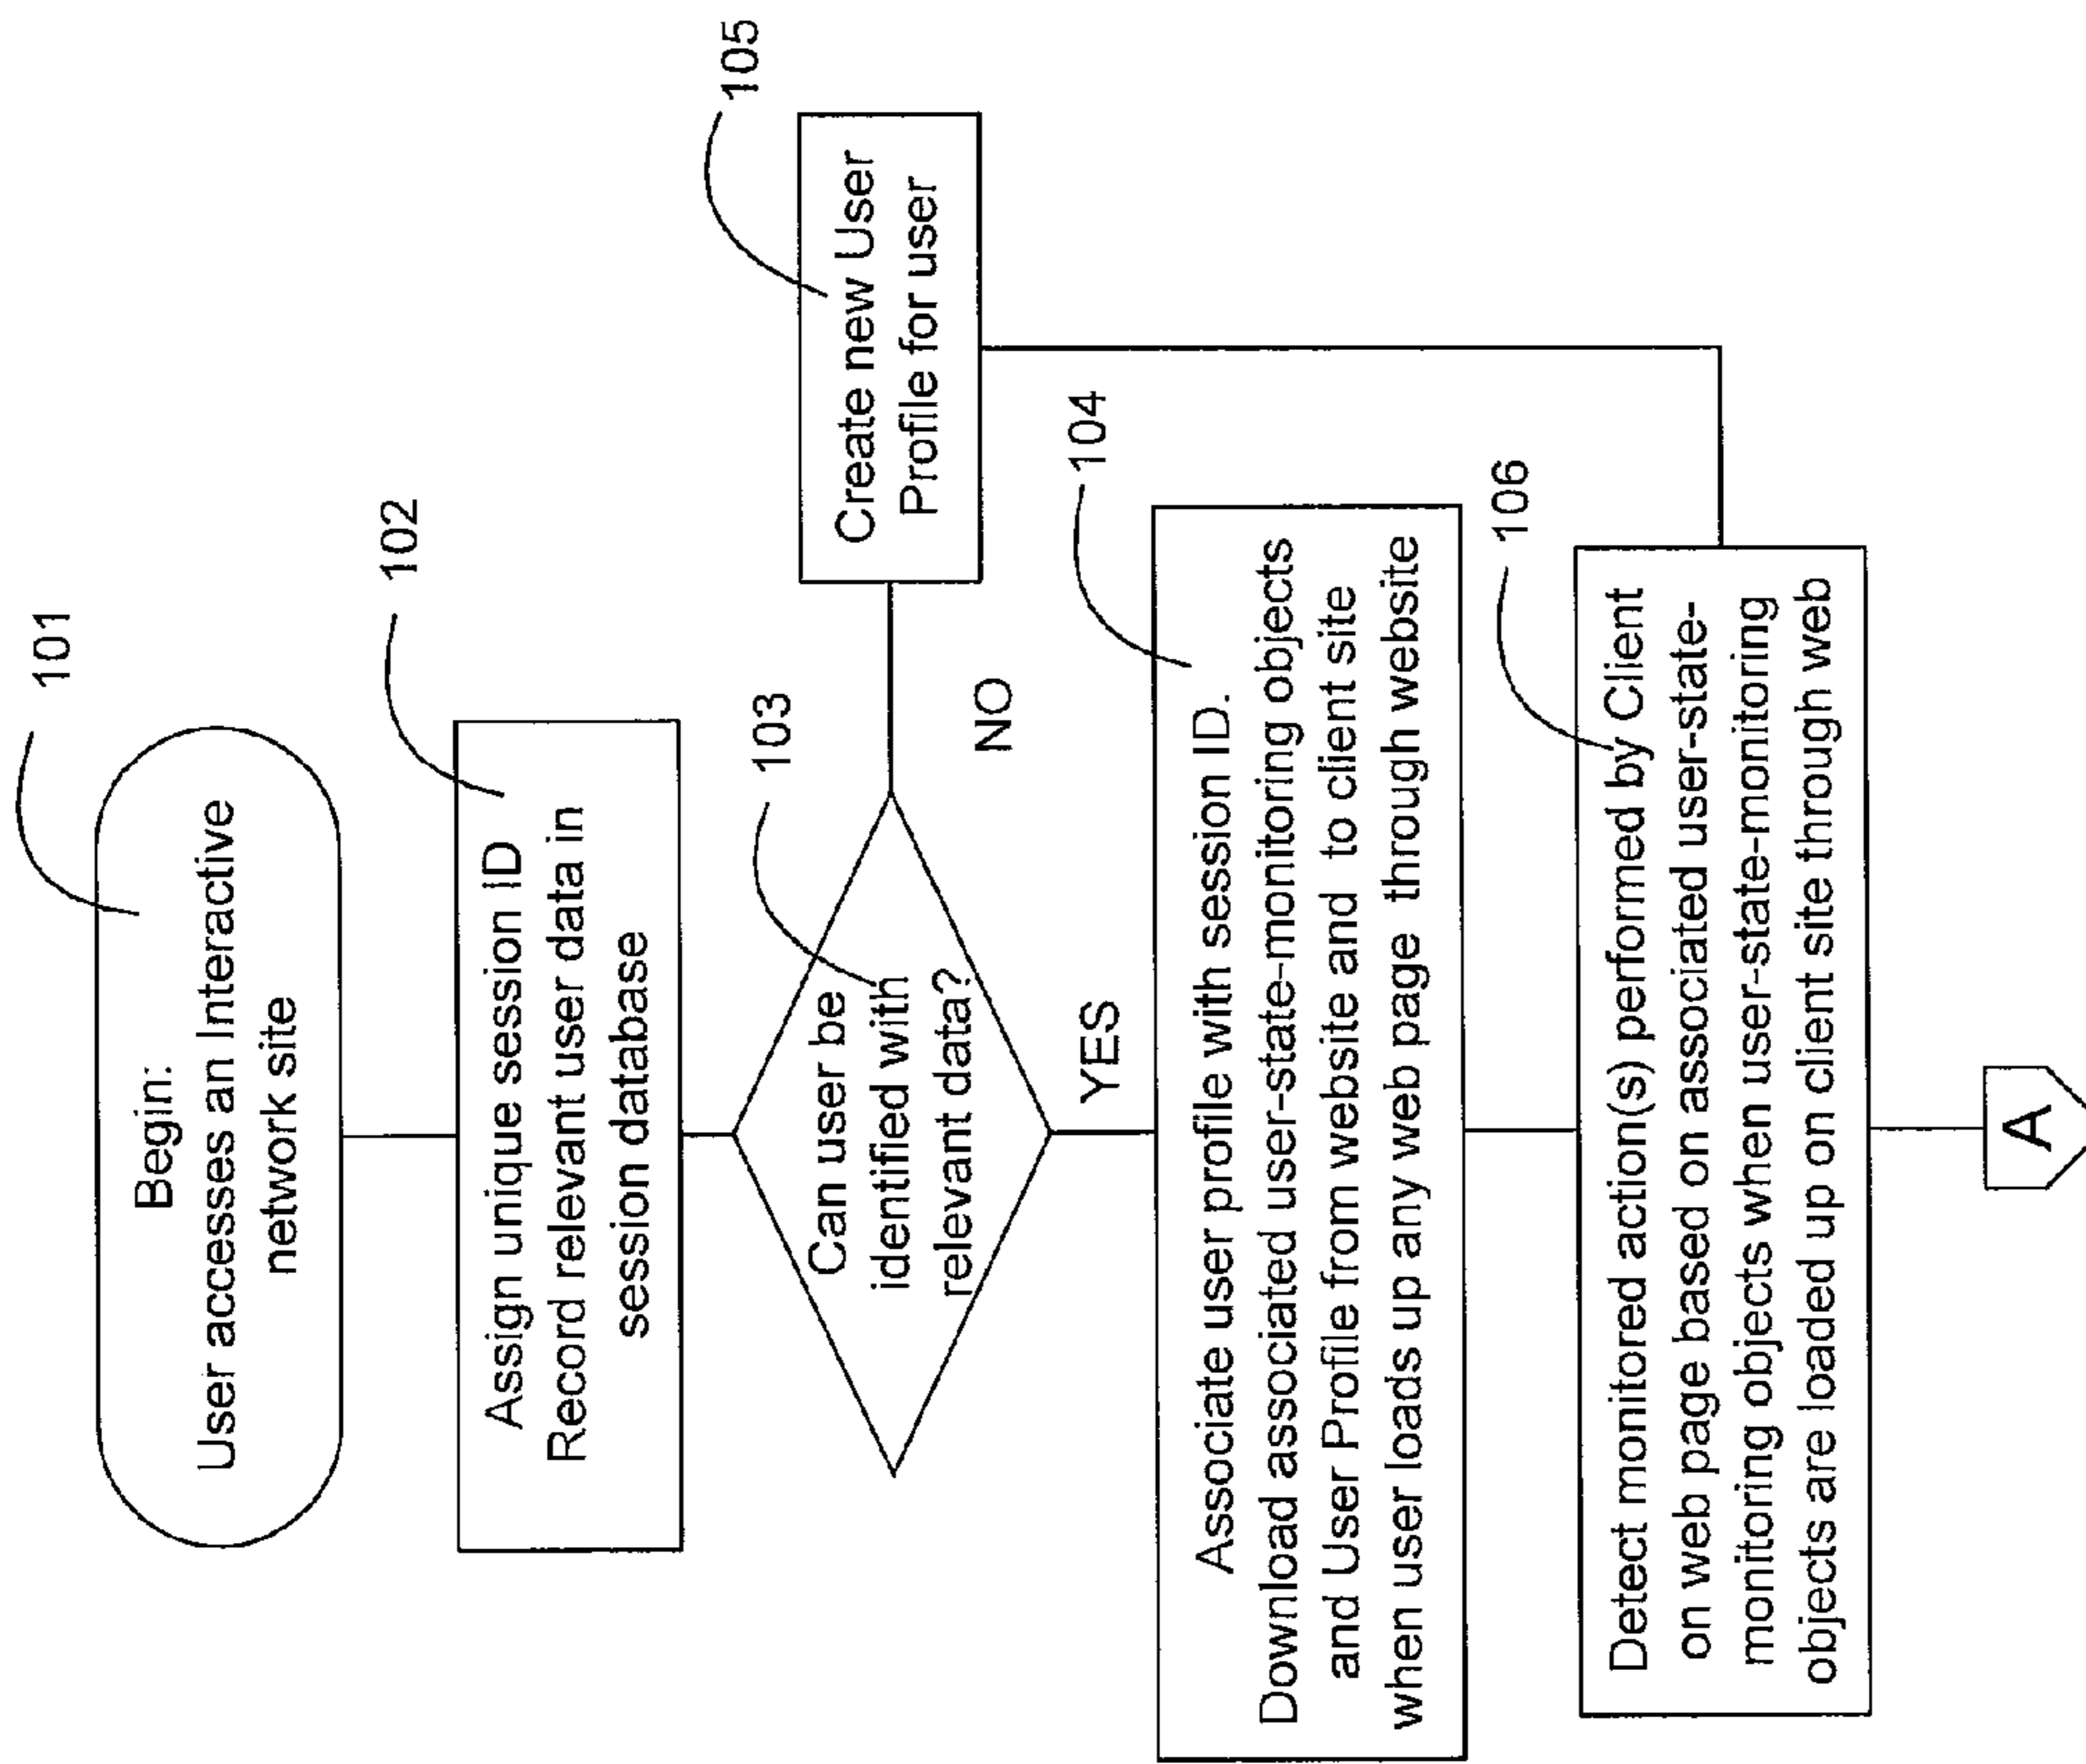 101
Begin:
User accesses an Interactive
network site
102
Assign unique session ID
Record relevant user data in
session database
103
Can user be
identified with
relevant data?
NO
105
Create new User
Profile for user
YES
104
Associate user profile with session ID.
Download associated user-state-monitoring objects
and User Profile from website and to client site
when user loads up any web page through website
106
Detect monitored action(s) performed by Client
on web page based on associated user-state-
monitoring objects when user-state-monitoring
objects are loaded up on client site through web
A